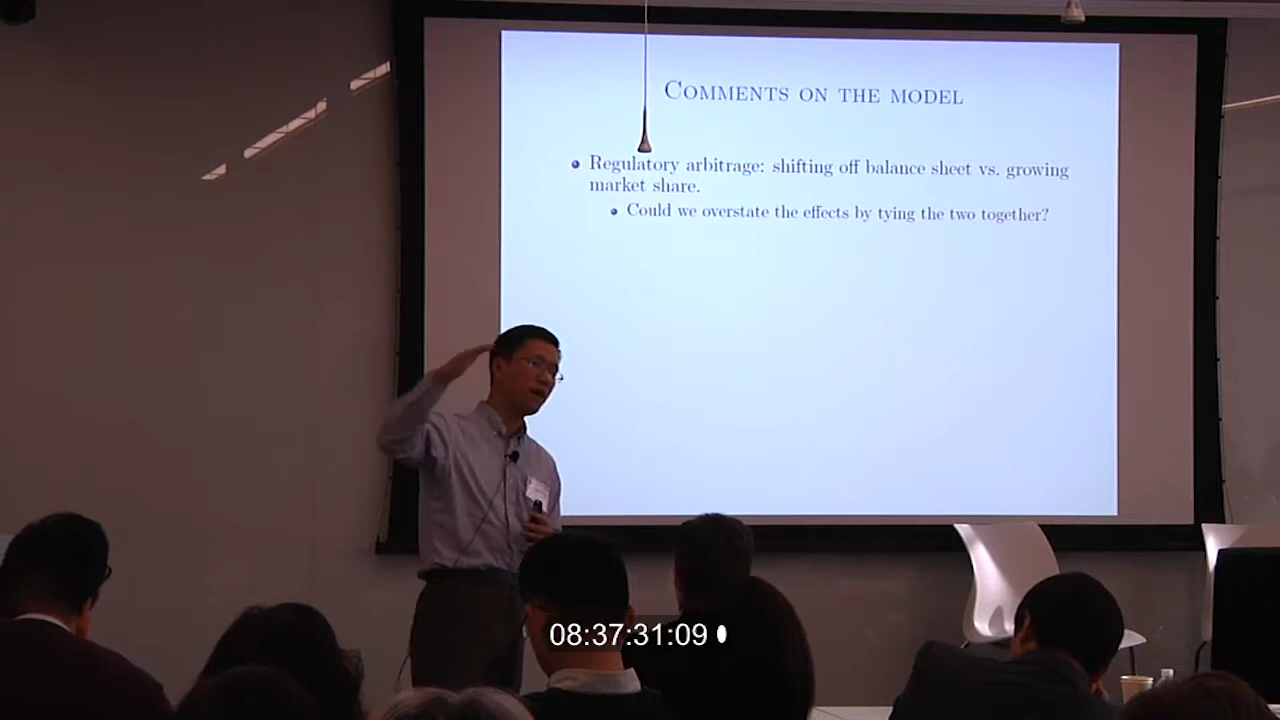 COMMENTS ON THE MODEL
Regulatory arbitrage: shifting off balance sheet vs. growing
market share.
Could we overstate the effects by tying the two together?
08:37:31:09